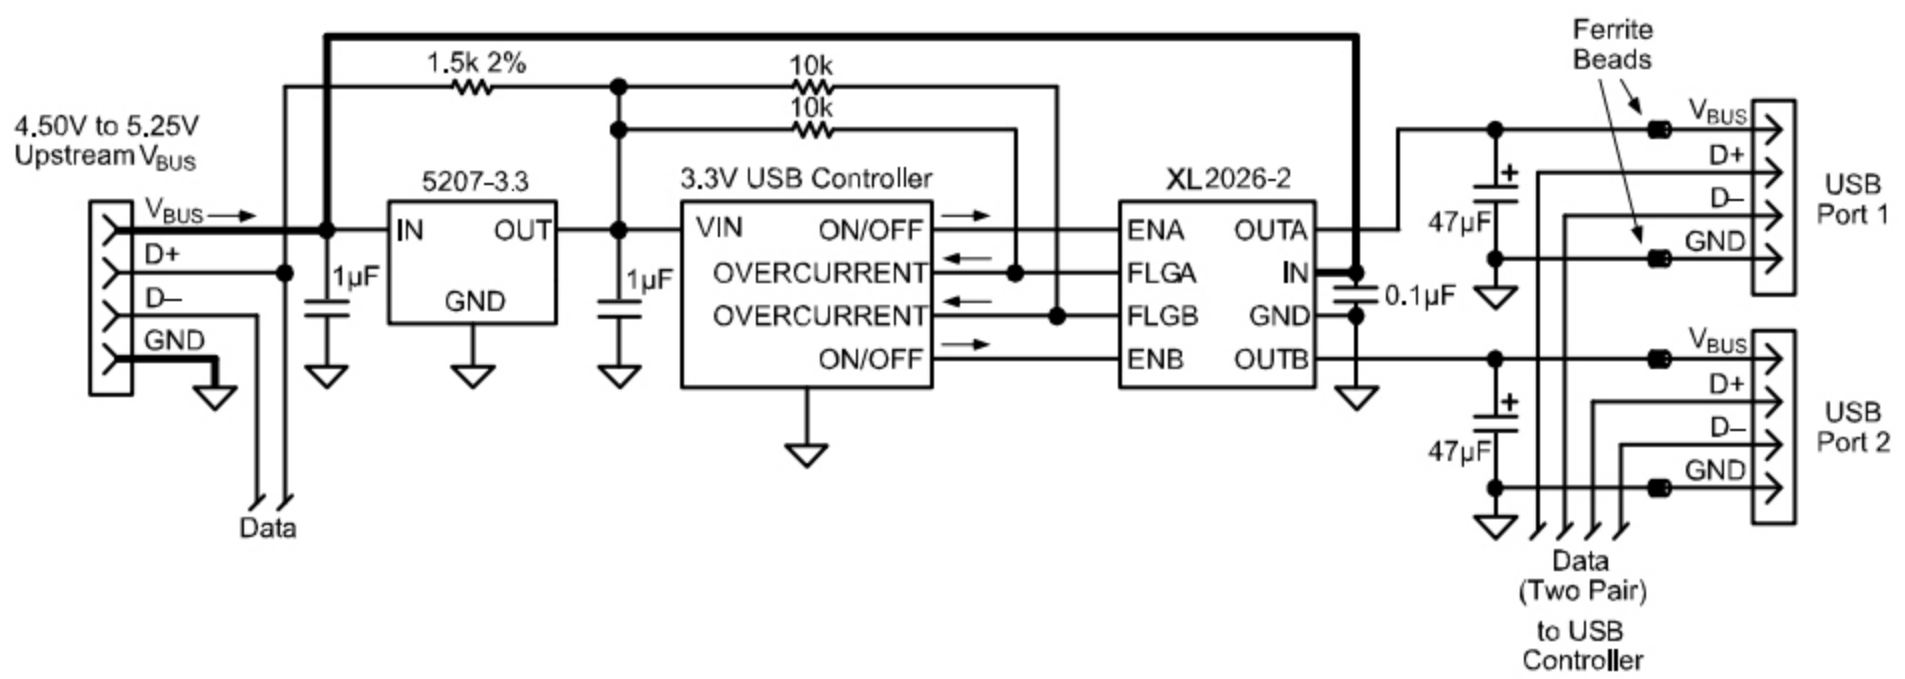 Ferrite
Beads
1.5k 2%
10k
10k
4.50V to 5.25V
Upstream VBUS
5207-3.3
3.3V USB Controller
XL2026-2
VBUS
D+
D–
GND
IN
OUT
GND
1µF
1µF
VIN
ON/OFF
OVERCURRENT
OVERCURRENT
ON/OFF
ENA
FLGA
FLGB
ENB
OUTA
IN
GND
OUTB
0.1µF
+
47µF
+
47µF
VBUS
D+
D–
GND
USB
Port 1
VBUS
D+
D–
GND
USB
Port 2
Data
Data
(Two Pair)
to USB
Controller